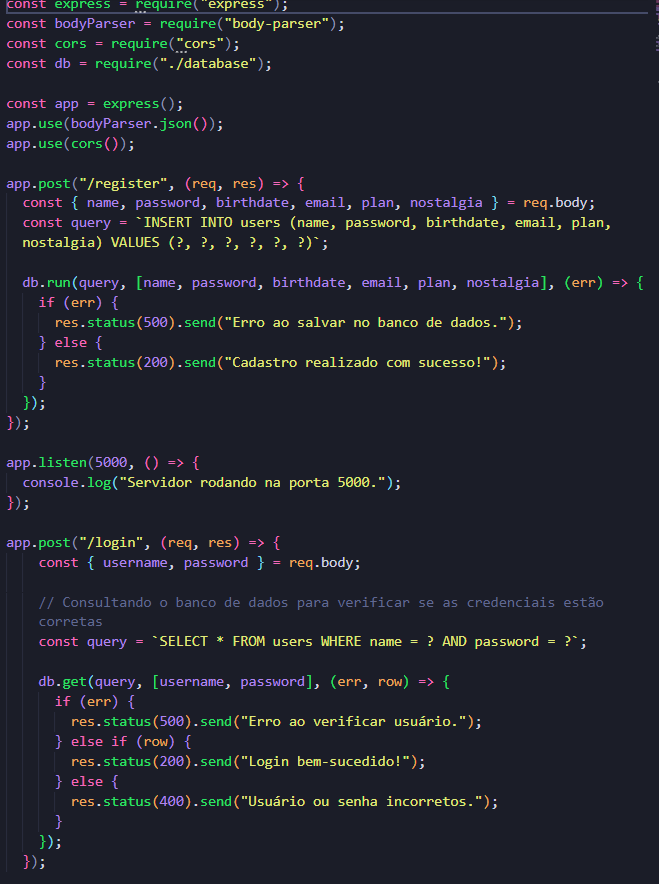 const express = require("express");
const bodyParser = require("body-parser");
const cors = require("cors");
const db = require("./database");
const app = express();
app.use(bodyParser.json());
app.use(cors());
app.post("/register", (req, res) => {
const { name, password, birthdate, email, plan, nostalgia } = req.body;
const query = `INSERT INTO users (name, password, birthdate, email, plan,
nostalgia) VALUES (?, ?, ?, ?, ?, ?)`;
db.run(query, [name, password, birthdate, email, plan, nostalgia], (err) => {
if (err) {
res.status(500).send("Erro ao salvar no banco de dados.");
} else {
res.status(200).send("Cadastro realizado com sucesso!");
}
});
});
app.listen(5000, () => {
console.log("Servidor rodando na porta 5000.");
});
app.post("/login", (req, res) => {
const { username, password } = req.body;
// Consultando o banco de dados para verificar se as credenciais estão
corretas
const query = `SELECT * FROM users WHERE name = ? AND password = ?`;
db.get(query, [username, password], (err, row) => {
if (err) {
res.status(500).send("Erro ao verificar usuário.");
} else if (row) {
res.status(200).send("Login bem-sucedido!");
} else {
res.status(400).send("Usuário ou senha incorretos.");
}
});
});